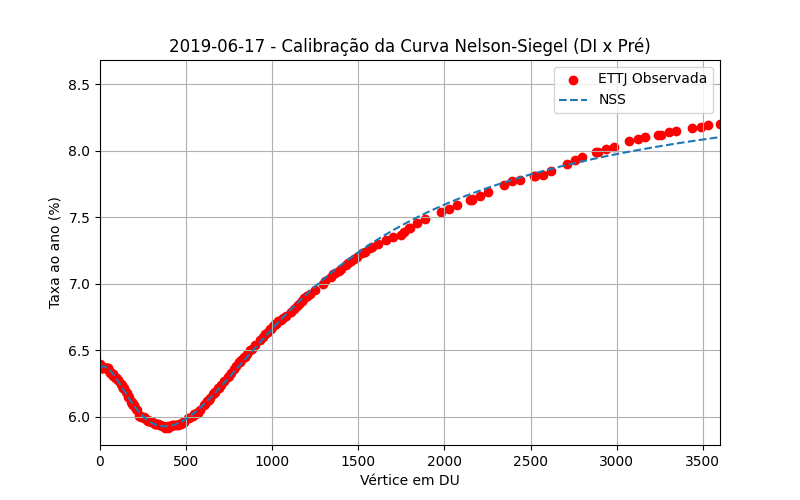 2019-06-17 - Calibração da Curva Nelson-Siegel (DI x Pré)
ETTJ Observada
NSS
8.5
8.0
7.5
7.0
6.5
6.0
Taxa ao ano (%)
0 500 1000 1500 2000 2500 3000 3500
Vértice em DU